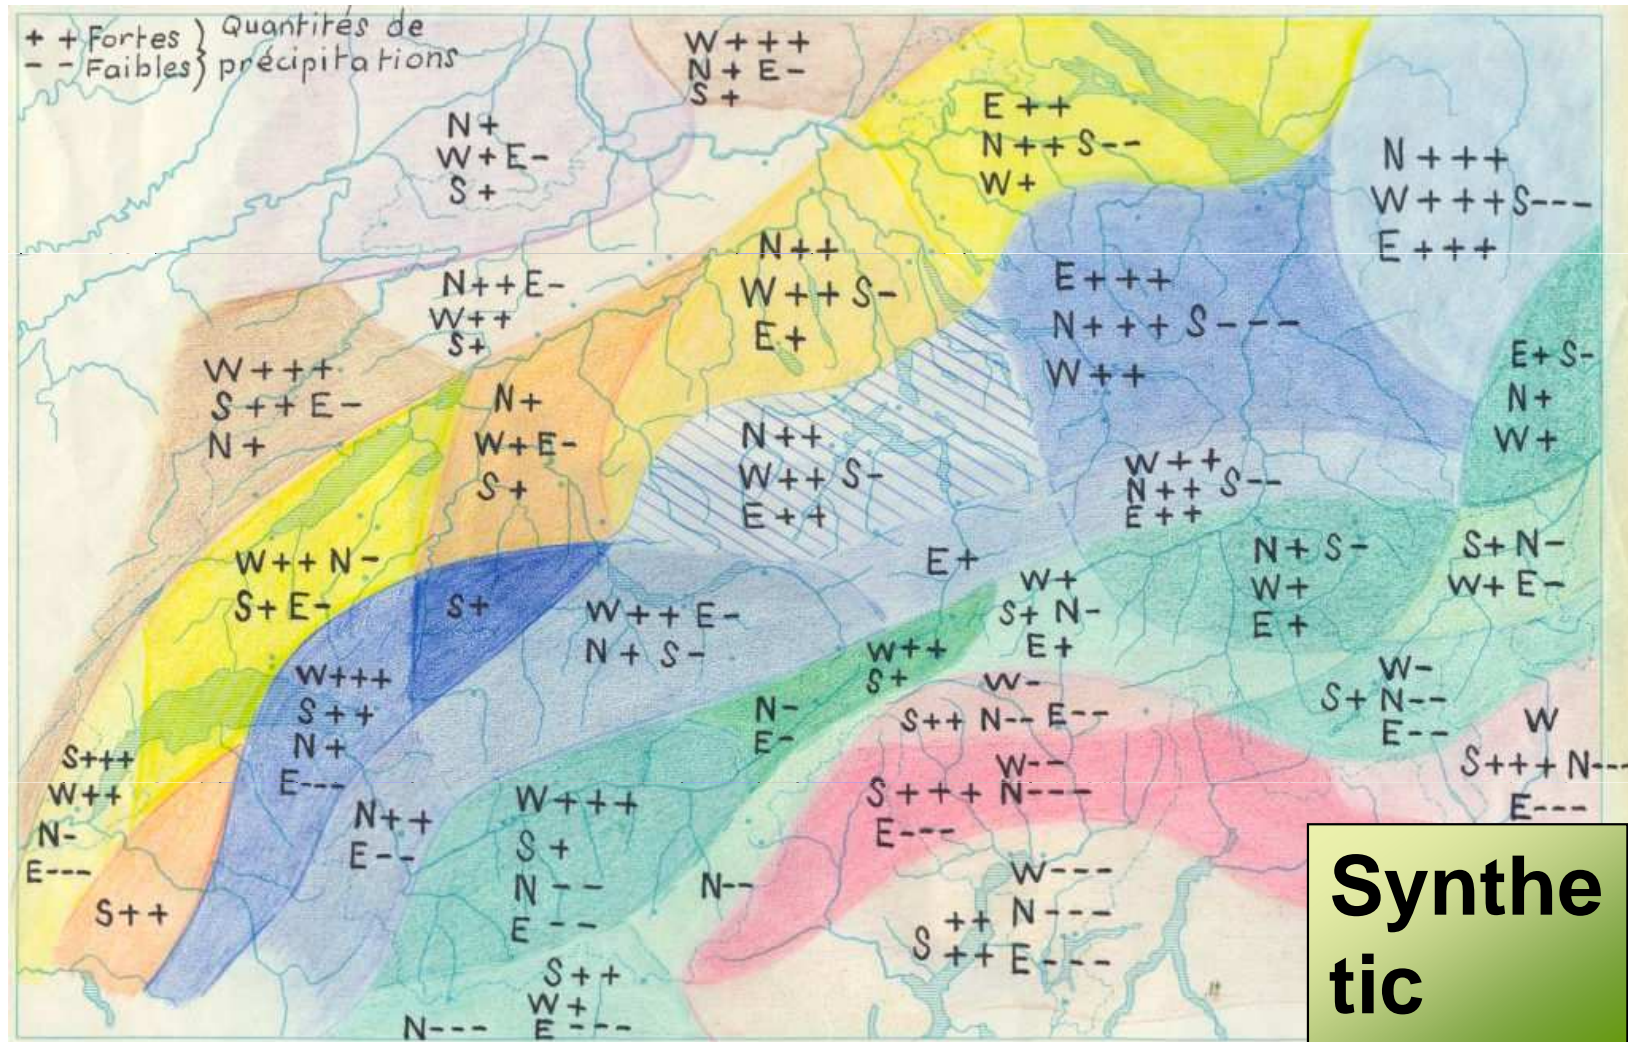 + + Fortes } Quantités de
- - Faibles } précipitations
W+++
N+ E-
S+
N+
W+E-
S+
E++
N++S--
W+
N+++
W+++S---
E+++
N++E-
W++
S+
N++
W++S-
E+
E+++
N+++S---
W++
W+++
S++E-
N+
N+
W+E-
S+
E+S-
N+
W+
N++
W++ S-
E++
W++
N++S--
E++
W++N-
S+E-
S+
W++E-
N+S-
E+
W+
S+N-
E+
N+S-
W+
E+
S+N-
W+E-
W+++
S++
N+
E---
W++
S+
N-
E-
W-
S++ N-- E--
W-
S+ N--
E--
W
S+++N---
E---
S+++
W++
N-
E---
S++
N++
E--
W+++
S+
N--
E--
N--
W--
S+++ N---
E---
W---
++ N---
S ++ E---
S++
W+
N--- E---
Synthe
tic